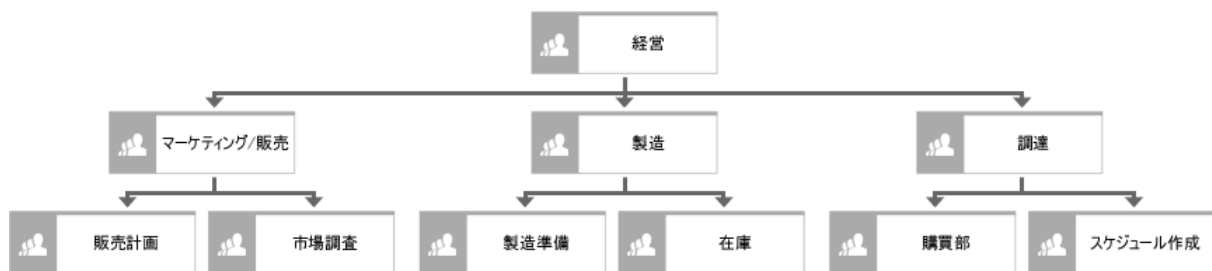 経営
マーケティング/販売
製造
調達
販売計画
市場調査
製造準備
在庫
購買部
スケジュール作成